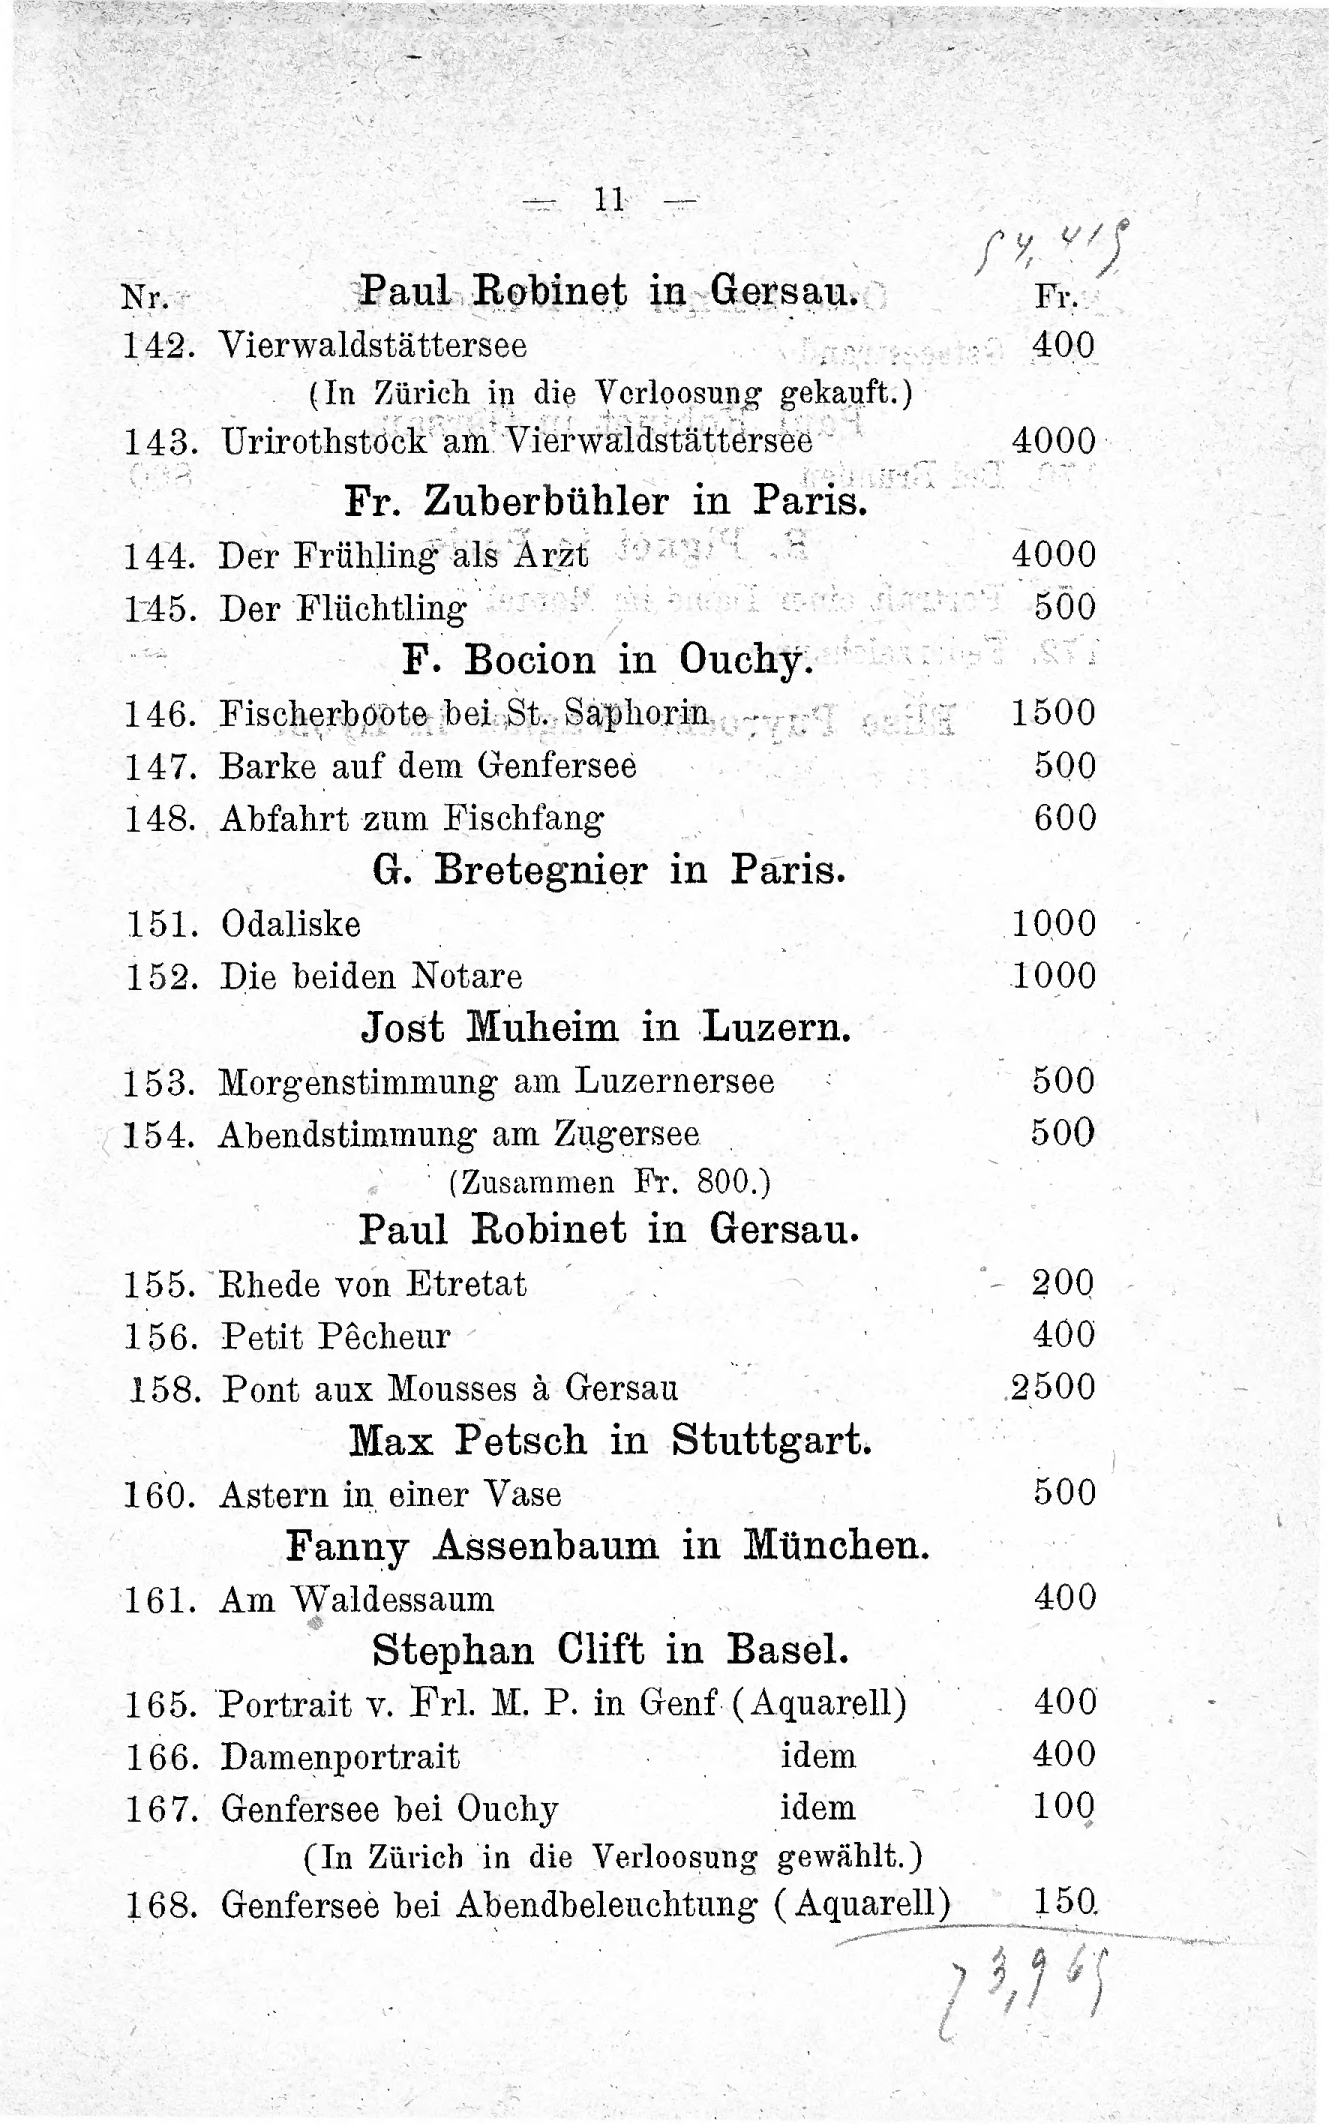 — 11 —
54,415
Nr. Paul Robinet in Gersau. Fr.
142. Vierwaldstättersee 400
(In Zürich in die Verloosung gekauft.)
143. Urirothstock am Vierwaldstättersee 4000
Fr. Zuberbühler in Paris.
144. Der Frühling als Arzt 4000
145. Der Flüchtling 500
F. Bocion in Ouchy.
146. Fischerboote bei St. Saphorin 1500
147. Barke auf dem Genfersee 500
148. Abfahrt zum Fischfang 600
G. Bretegnier in Paris.
151. Odaliske 1000
152. Die beiden Notare 1000
Jost Muheim in Luzern.
153. Morgenstimmung am Luzernersee 500
154. Abendstimmung am Zugersee 500
(Zusammen Fr. 800.)
Paul Robinet in Gersau.
155. Rhede von Etretat 200
156. Petit Pêcheur 400
158. Pont aux Mousses à Gersau 2500
Max Petsch in Stuttgart.
160. Astern in einer Vase 500
Fanny Assenbaum in München.
161. Am Waldessaum 400
Stephan Clift in Basel.
165. Portrait v. Frl. M. P. in Genf (Aquarell) 400
166. Damenportrait idem 400
167. Genfersee bei Ouchy idem 100
(In Zürich in die Verloosung gewählt.)
168. Genfersee bei Abendbeleuchtung (Aquarell) 150.
73,965